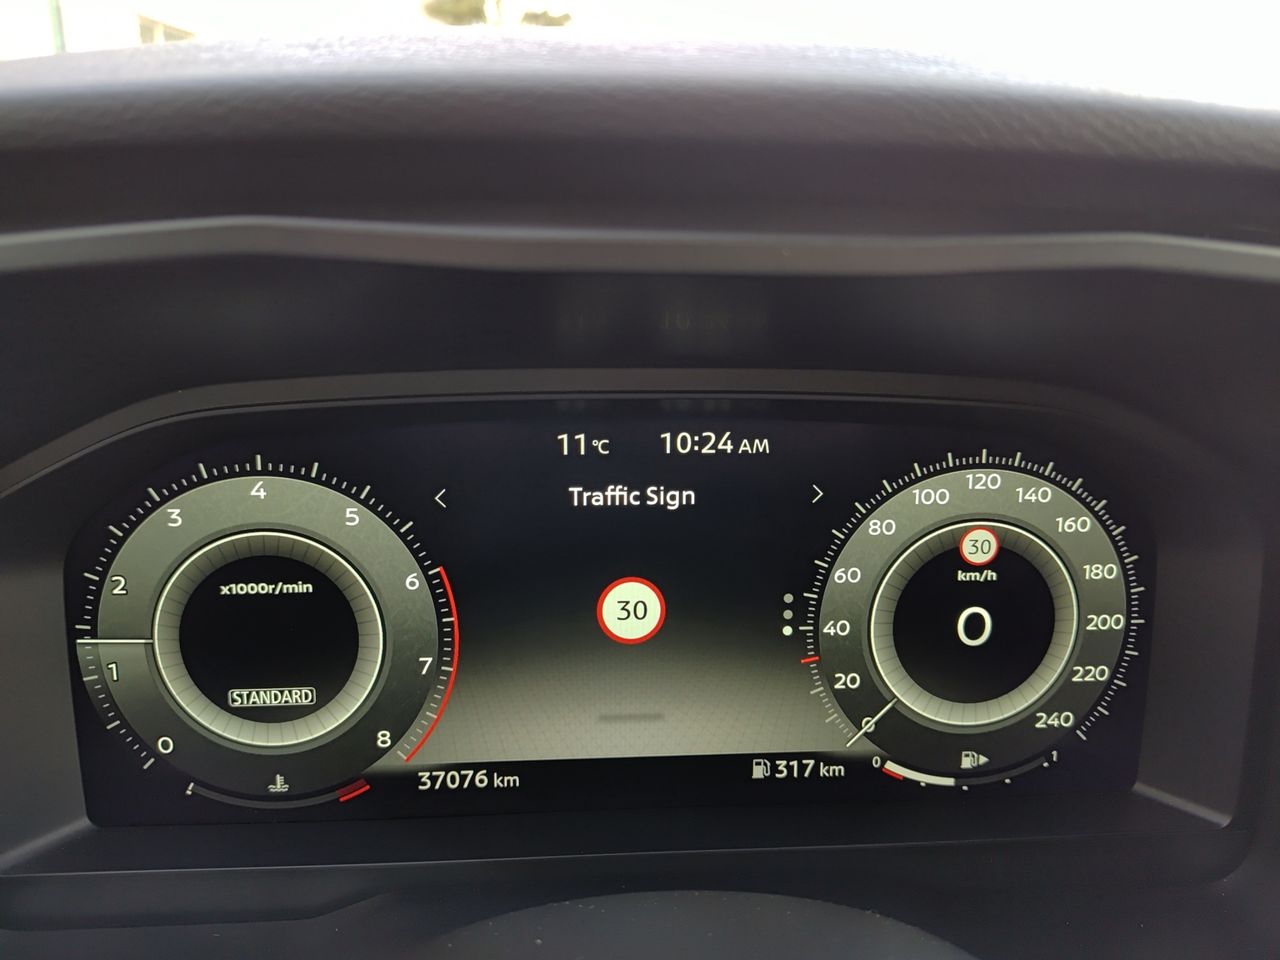 11°C 10:24 AM
< Traffic Sign >
x1000r/min
STANDARD
0 1 2 3 4 5 6 7 8
30
30
km/h
0
0 20 40 60 80 100 120 140 160 180 200 220 240
37076 km
317 km
0 1